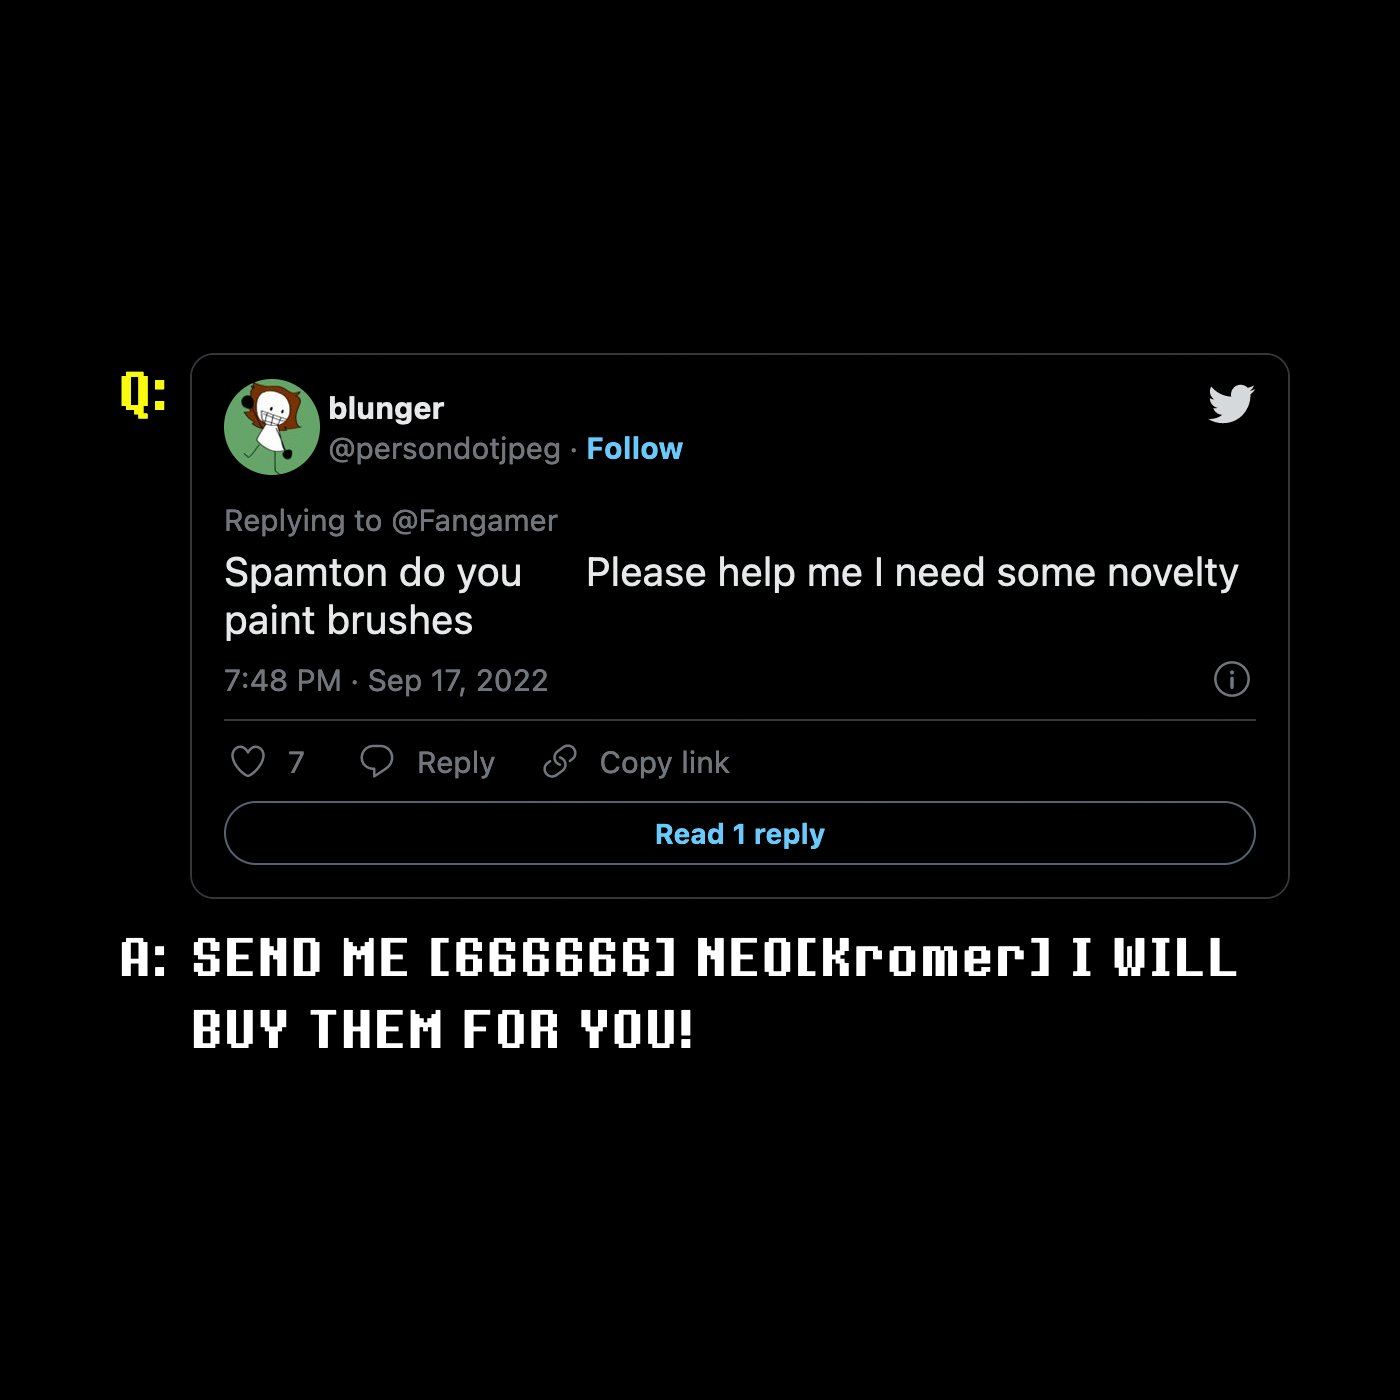 Q:
blunger
@persondotjpeg · Follow
Replying to @Fangamer
Spamton do you      Please help me I need some novelty
paint brushes
7:48 PM · Sep 17, 2022
7 Reply Copy link
Read 1 reply
A: SEND ME [666666] NEO[Kromer] I WILL
BUY THEM FOR YOU!